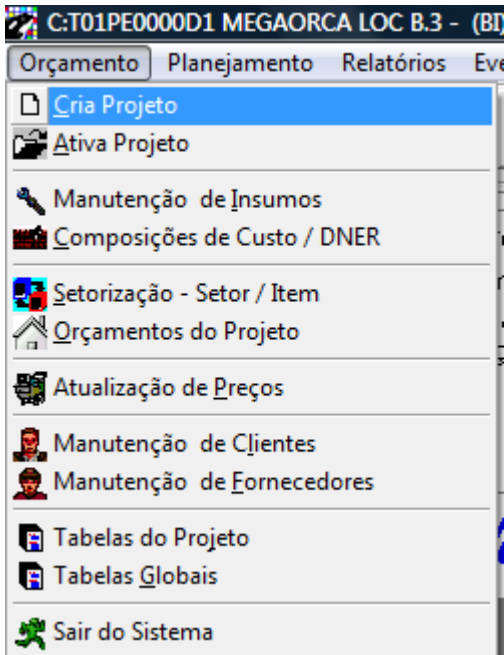 C:T01PE0000D1 MEGAORCA LOC B.3 - (BI)
Orçamento Planejamento Relatórios Eve
Cria Projeto
Ativa Projeto
Manutenção de Insumos
Composições de Custo / DNER
Setorização - Setor / Item
Orçamentos do Projeto
Atualização de Preços
Manutenção de Clientes
Manutenção de Fornecedores
Tabelas do Projeto
Tabelas Globais
Sair do Sistema